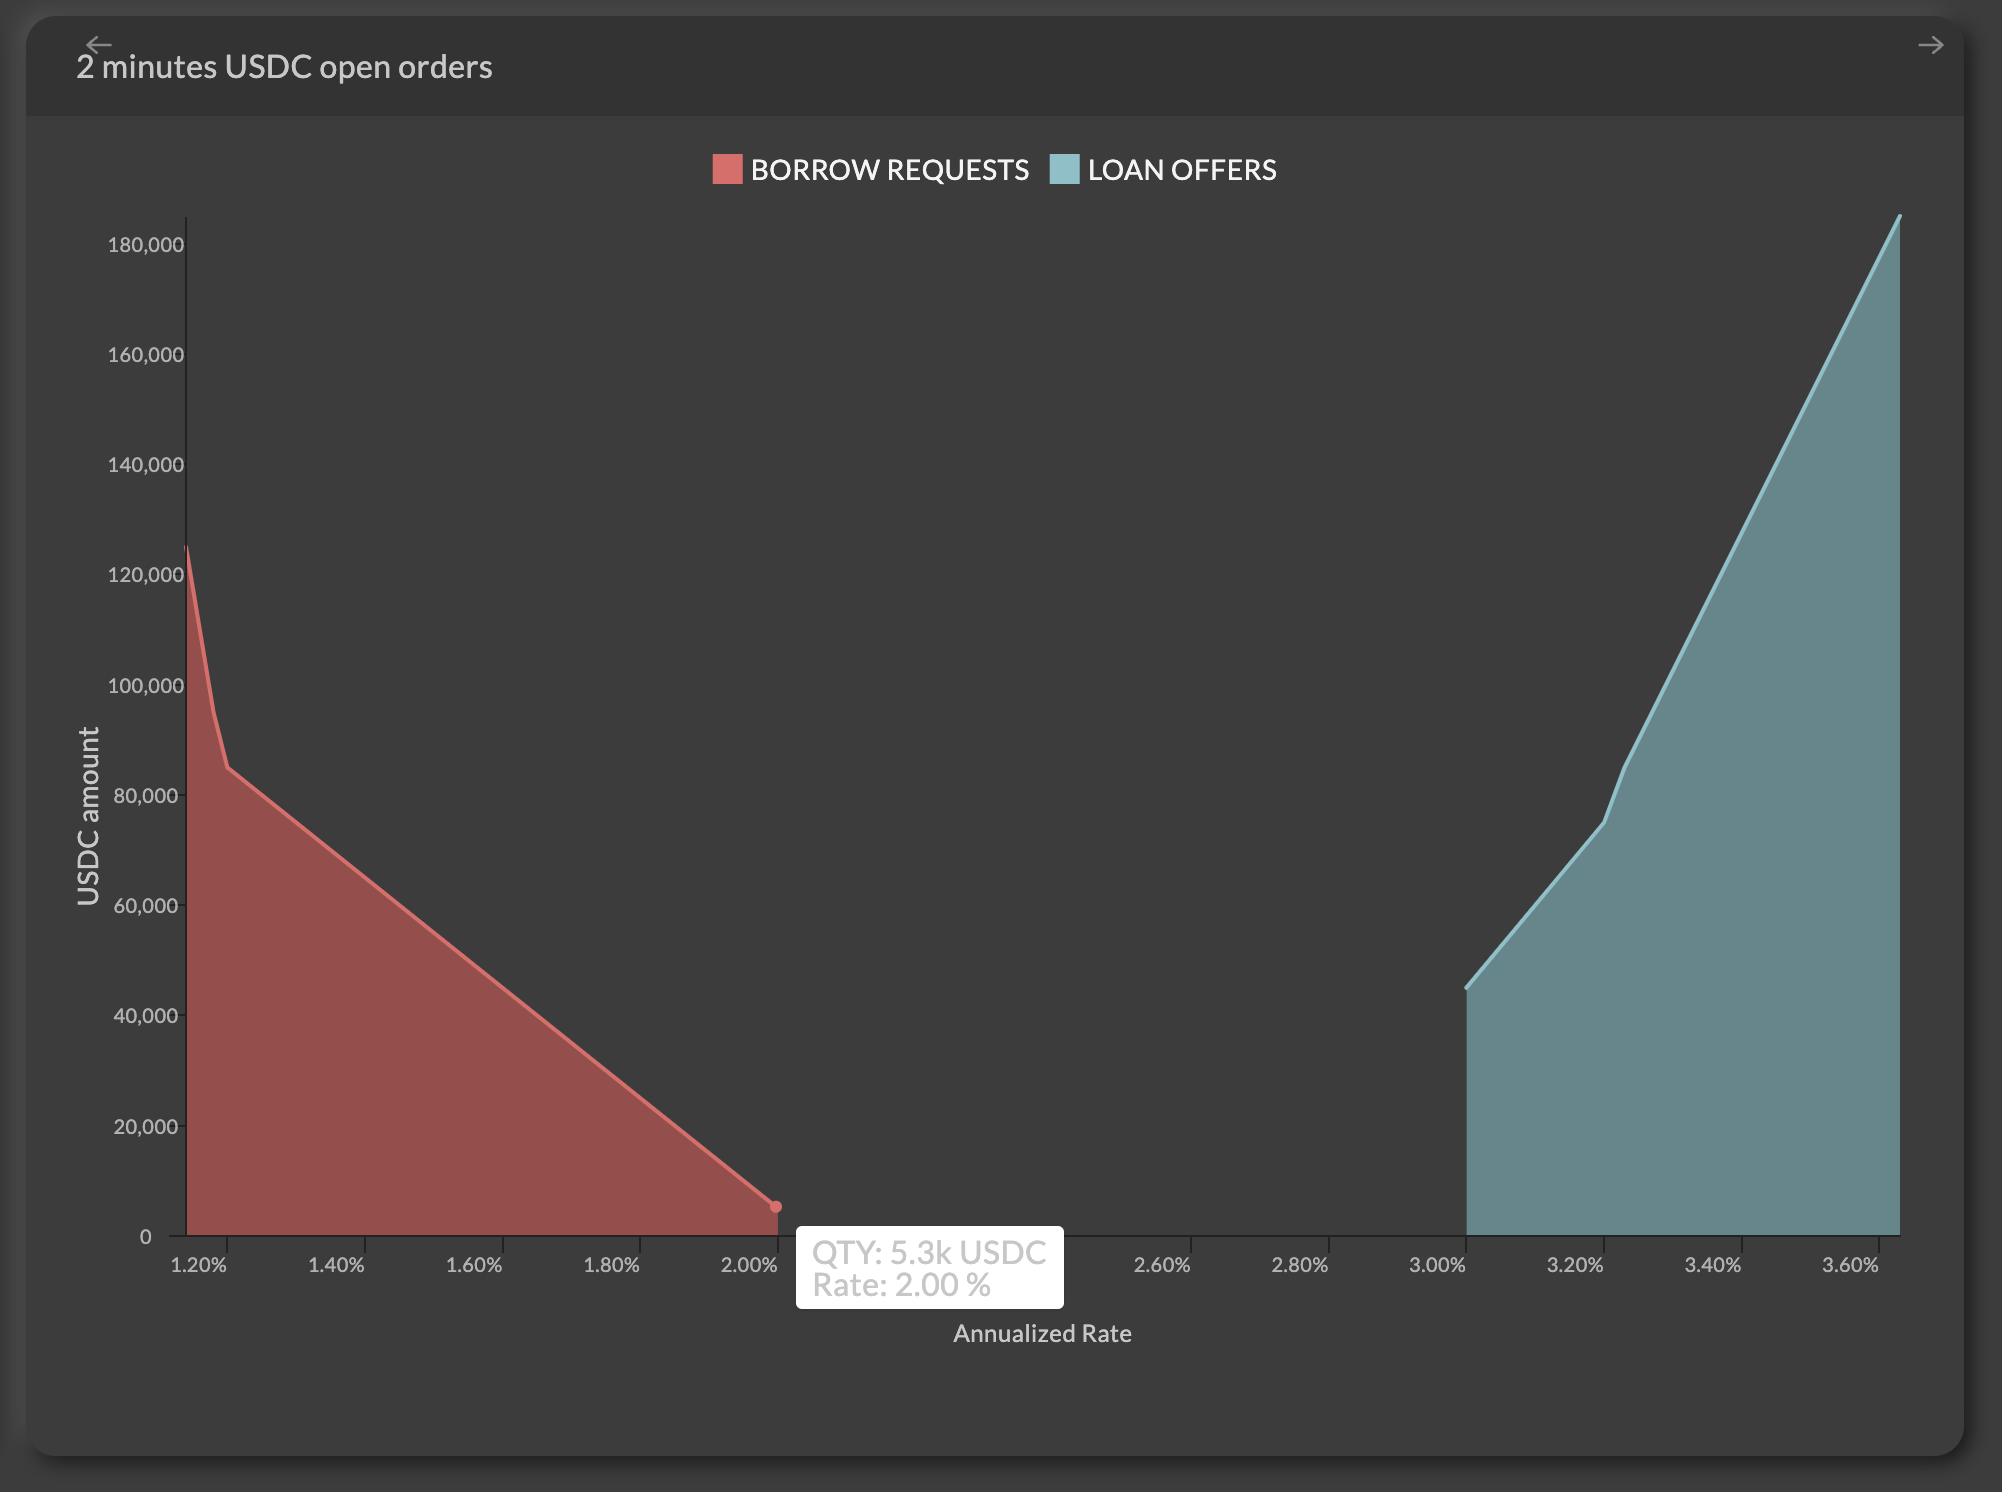 2 minutes USDC open orders
BORROW REQUESTS LOAN OFFERS
180,000
160,000
140,000
120,000
100,000
80,000
60,000
40,000
20,000
0
USDC amount
1.20% 1.40% 1.60% 1.80% 2.00% 2.60% 2.80% 3.00% 3.20% 3.40% 3.60%
QTY: 5.3k USDC
Rate: 2.00 %
Annualized Rate